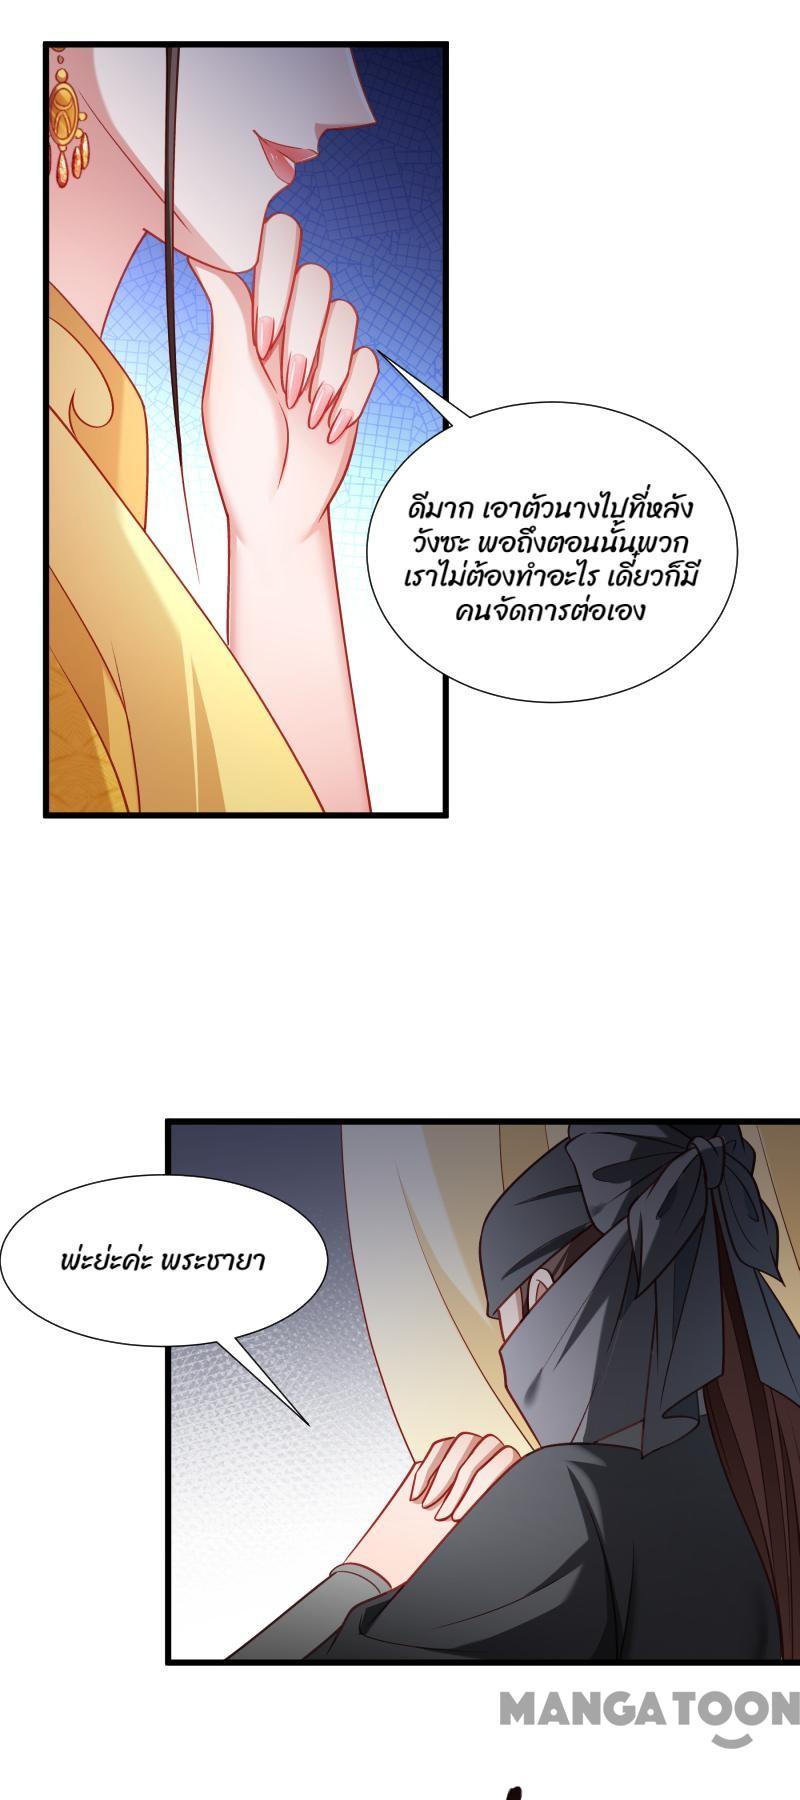 ดีมาก เอาตัวนางไปที่หลัง
วังซะ พอถึงตอนนั้นพวก
เราไม่ต้องทำอะไร เดี๋ยวก็มี
คนจัดการต่อเอง
พ่ะย่ะค่ะ พระชายา
MANGA TOON